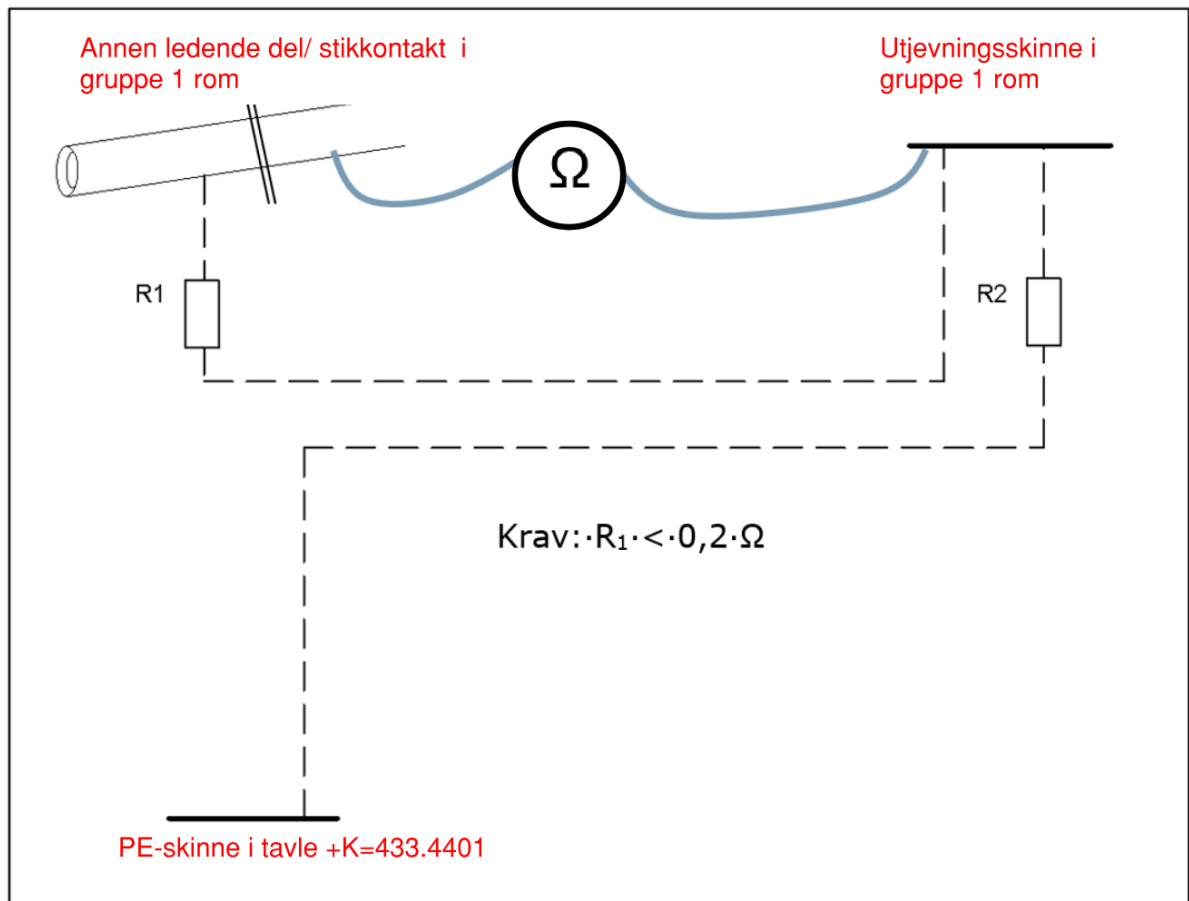 Annen ledende del/ stikkontakt i
gruppe 1 rom
Utjevningsskinne i
gruppe 1 rom
Ω
R1
R2
Krav:·R₁·<·0,2·Ω
PE-skinne i tavle +K=433.4401